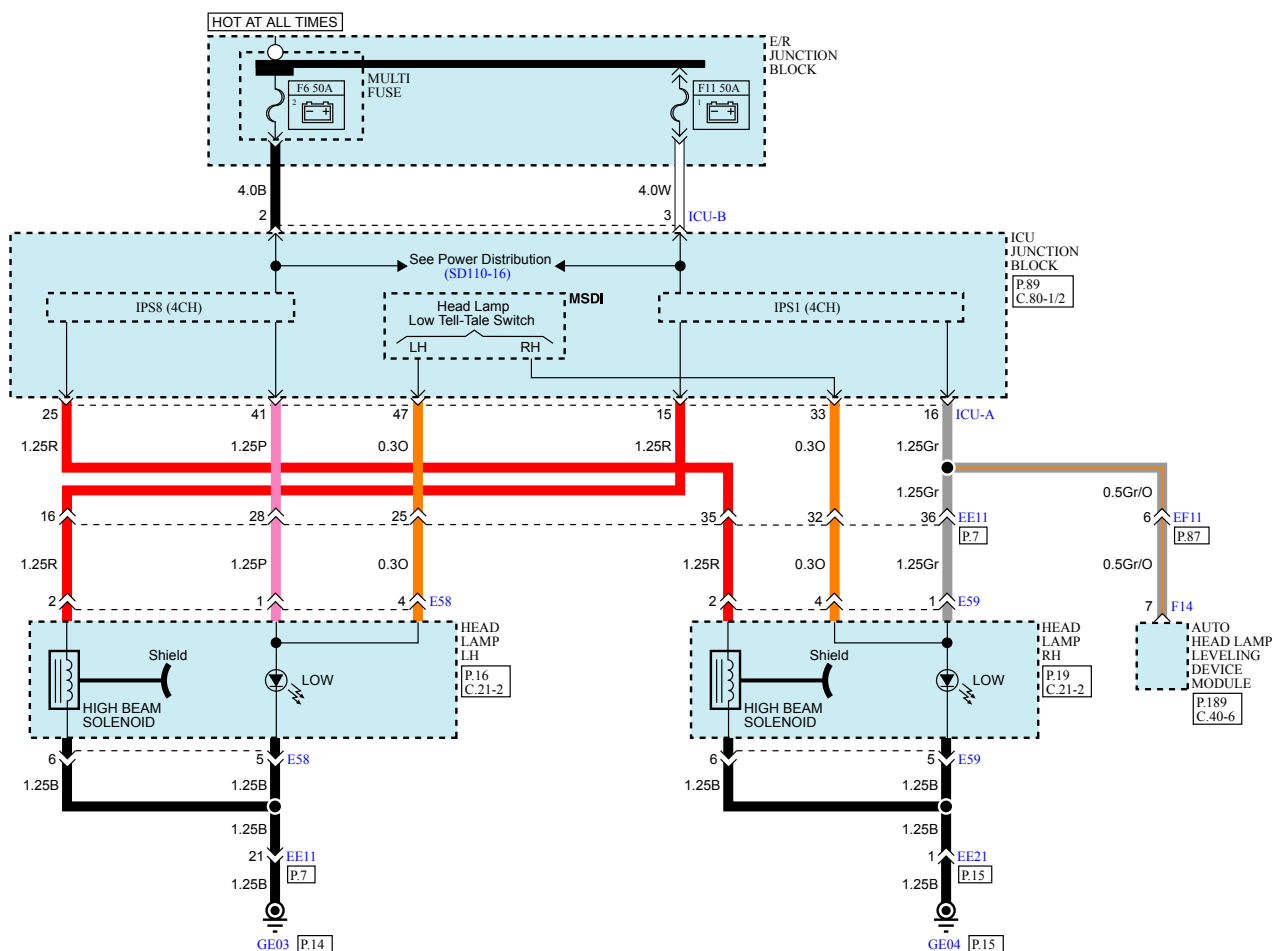 HOT AT ALL TIMES
E/R
JUNCTION
BLOCK
MULTI
FUSE
F6 50A
2
- +
F11 50A
1
- +
4.0B
4.0W
2
3 ICU-B
ICU
JUNCTION
BLOCK
P.89
C.80-1/2
See Power Distribution
(SD110-16)
IPS8 (4CH)
MSDI
Head Lamp
Low Tell-Tale Switch
LH RH
IPS1 (4CH)
25 41 47 15 33 16 ICU-A
1.25R 1.25P 0.3O 1.25R 0.3O 1.25Gr
1.25Gr 0.5Gr/O
16 28 25 35 32 36 EE11 6 EF11
P.7 P.87
1.25R 1.25P 0.3O 1.25R 0.3O 1.25Gr 0.5Gr/O
2 1 4 E58 2 4 1 E59 7 F14
HEAD
LAMP
LH
P.16
C.21-2
Shield
LOW
HIGH BEAM
SOLENOID
HEAD
LAMP
RH
P.19
C.21-2
Shield
LOW
HIGH BEAM
SOLENOID
AUTO
HEAD LAMP
LEVELING
DEVICE
MODULE
P.189
C.40-6
6 5 E58 6 5 E59
1.25B 1.25B 1.25B 1.25B
1.25B 1.25B
21 EE11 1 EE21
P.7 P.15
1.25B 1.25B
GE03 P.14 GE04 P.15